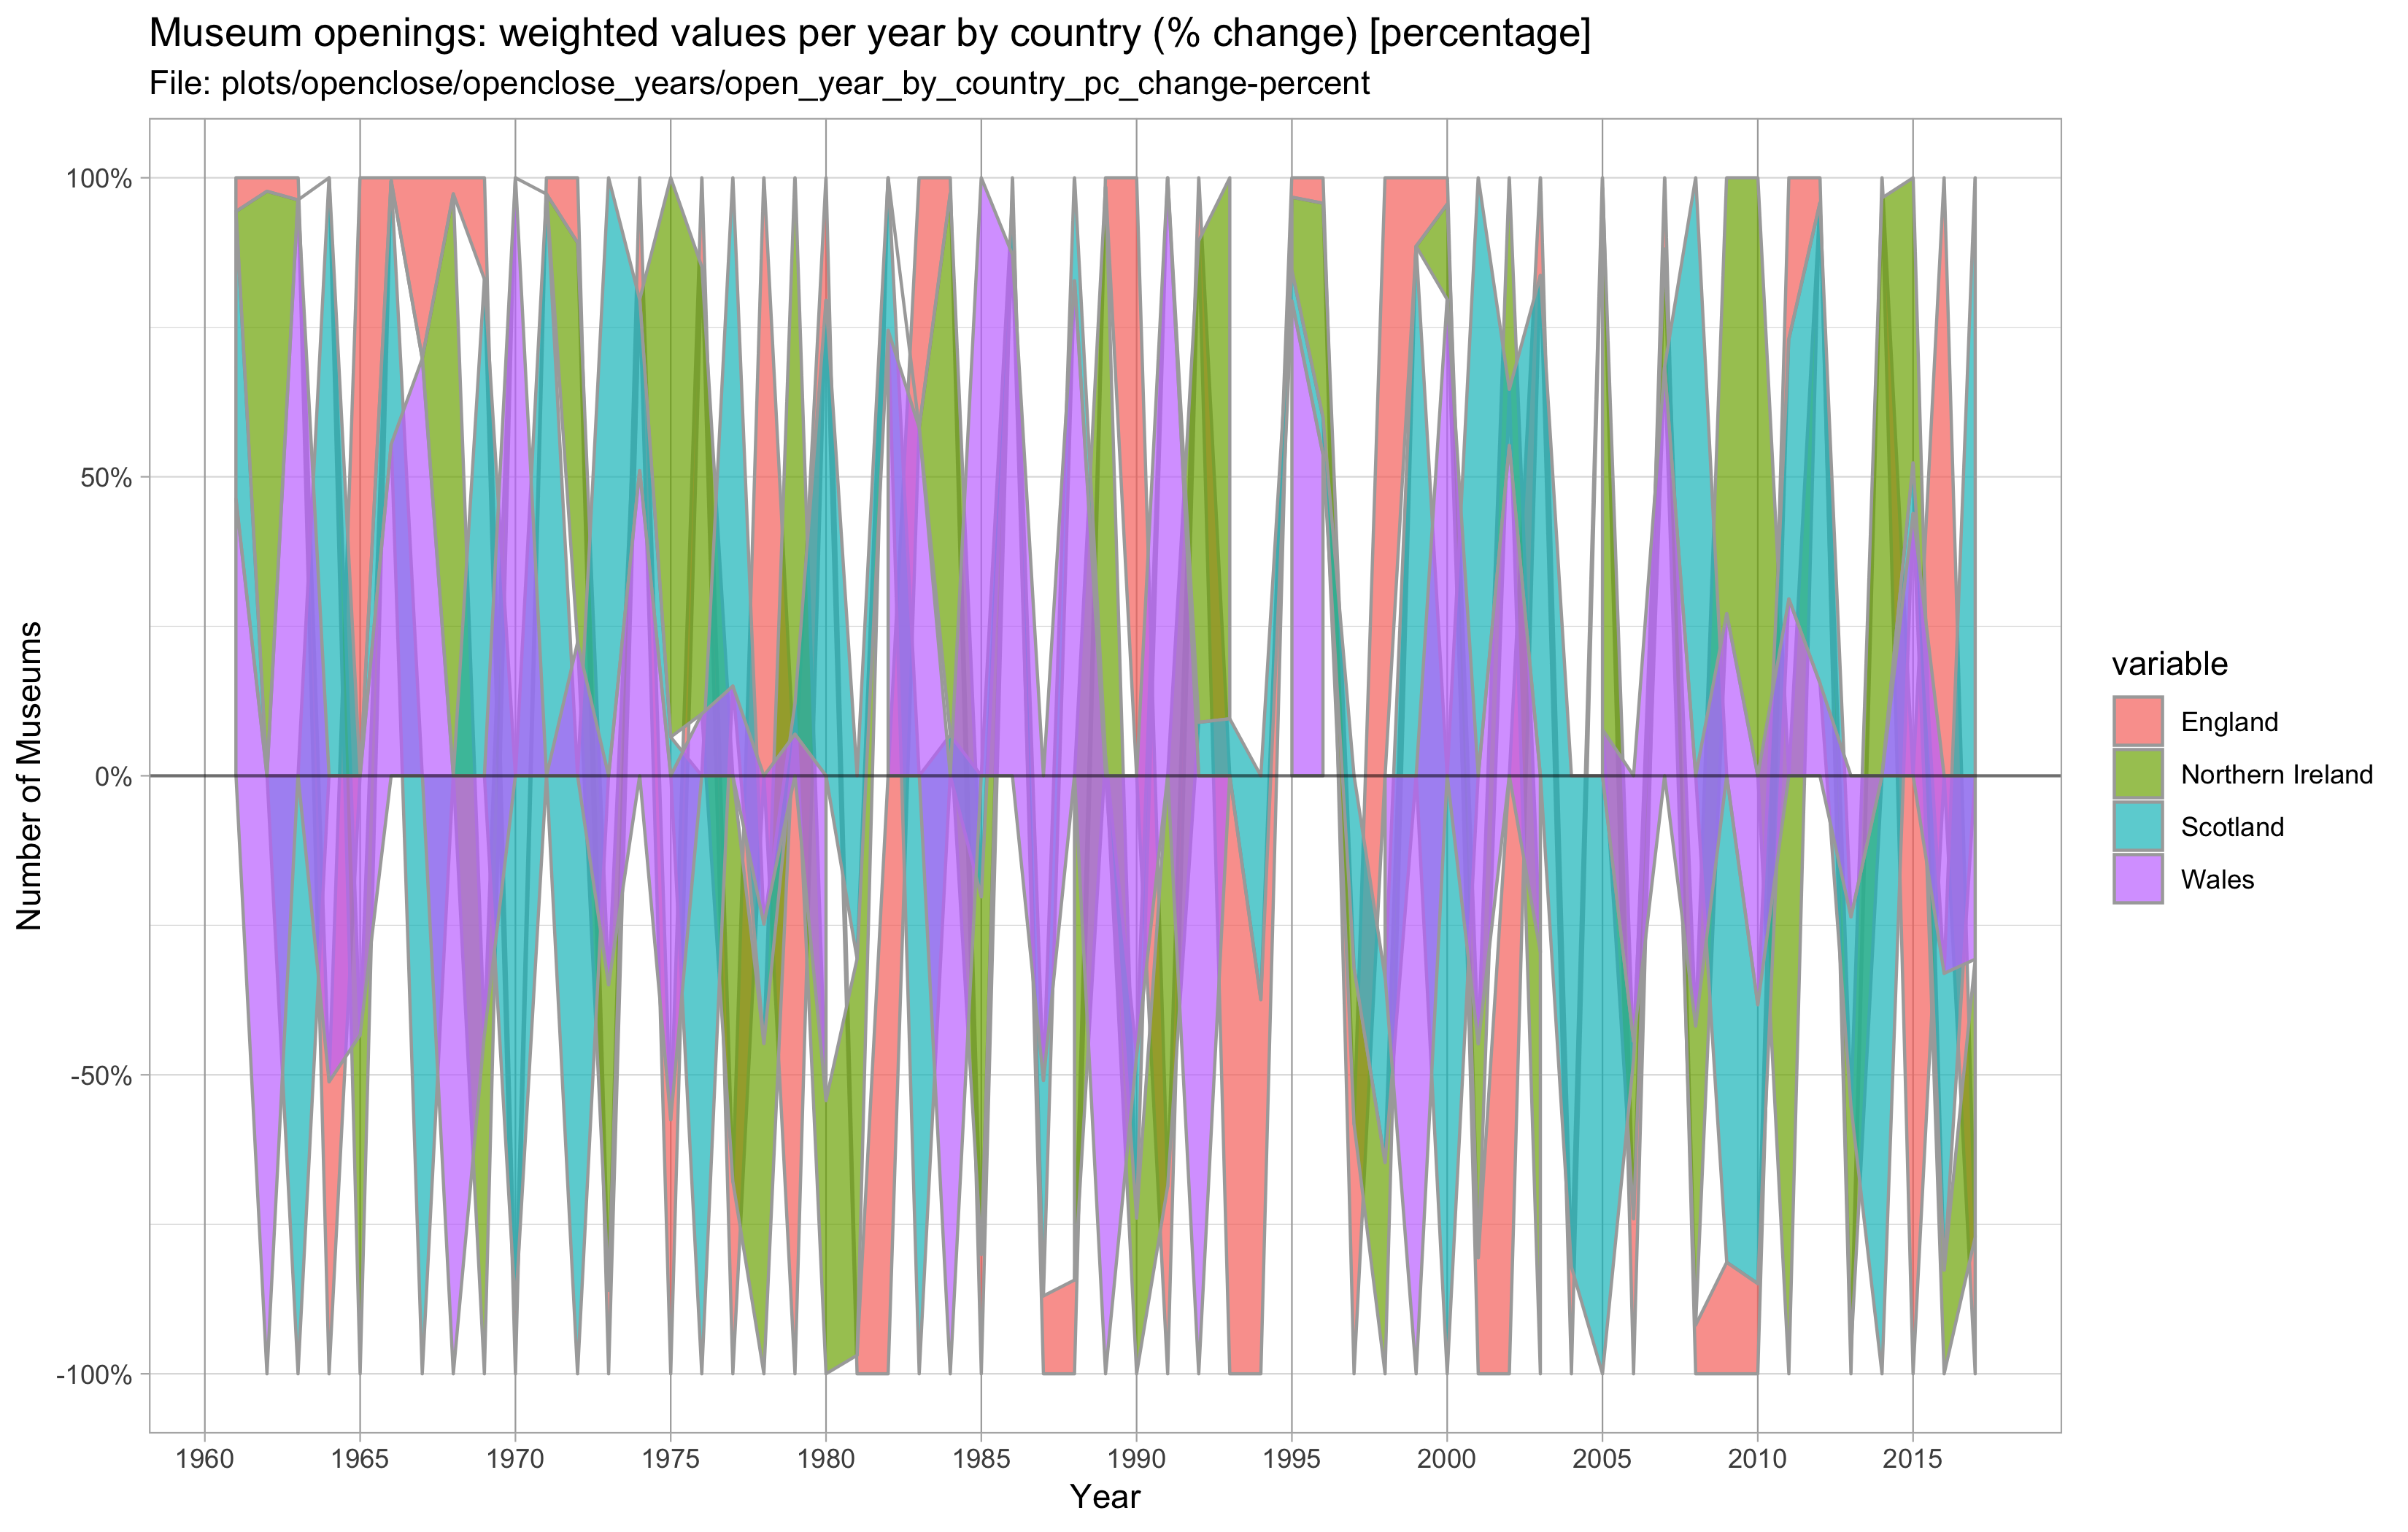 Museum openings: weighted values per year by country (% change) [percentage]
File: plots/openclose/openclose_years/open_year_by_country_pc_change-percent
100%
50%
0%
-50%
-100%
Number of Museums
1960 1965 1970 1975 1980 1985 1990 1995 2000 2005 2010 2015
Year
variable
England
Northern Ireland
Scotland
Wales